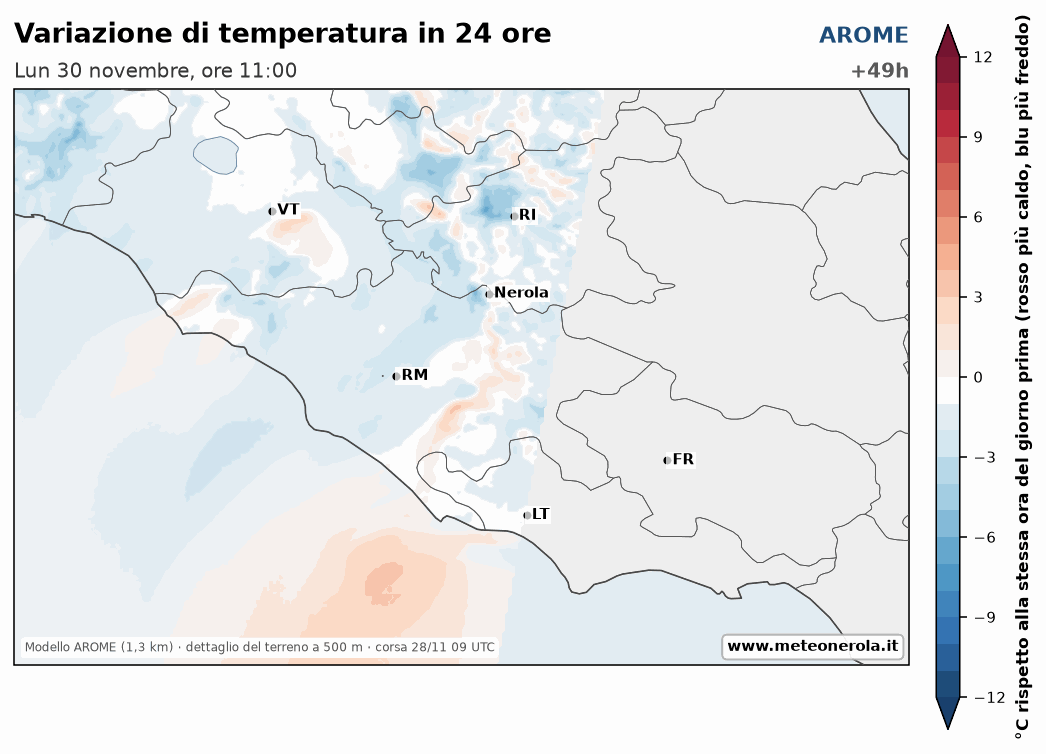 Variazione di temperatura in 24 ore
AROME
Lun 30 novembre, ore 11:00
+49h
VT
RI
Nerola
RM
FR
LT
Modello AROME (1,3 km) · dettaglio del terreno a 500 m · corsa 28/11 09 UTC
www.meteonerola.it
12
9
6
3
0
−3
−6
−9
−12
°C rispetto alla stessa ora del giorno prima (rosso più caldo, blu più freddo)